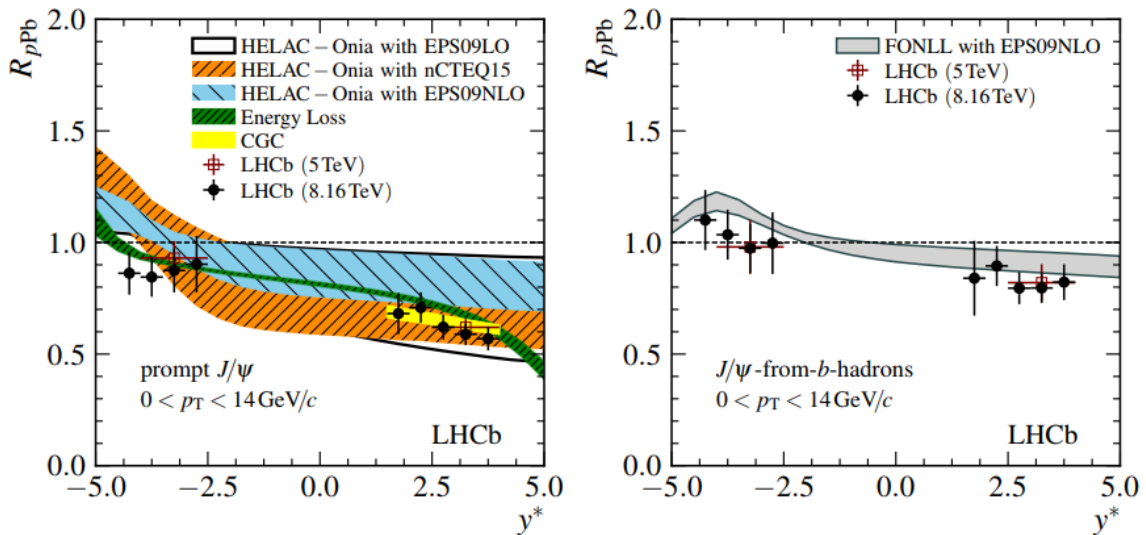 R_pPb
2.0
1.5
1.0
0.5
0.0
HELAC − Onia with EPS09LO
HELAC − Onia with nCTEQ15
HELAC − Onia with EPS09NLO
Energy Loss
CGC
LHCb (5 TeV)
LHCb (8.16 TeV)
prompt J/ψ
0 < p_T < 14 GeV/c
LHCb
−5.0 −2.5 0.0 2.5 5.0
y*
R_pPb
2.0
1.5
1.0
0.5
0.0
FONLL with EPS09NLO
LHCb (5 TeV)
LHCb (8.16 TeV)
J/ψ-from-b-hadrons
0 < p_T < 14 GeV/c
LHCb
−5.0 −2.5 0.0 2.5 5.0
y*